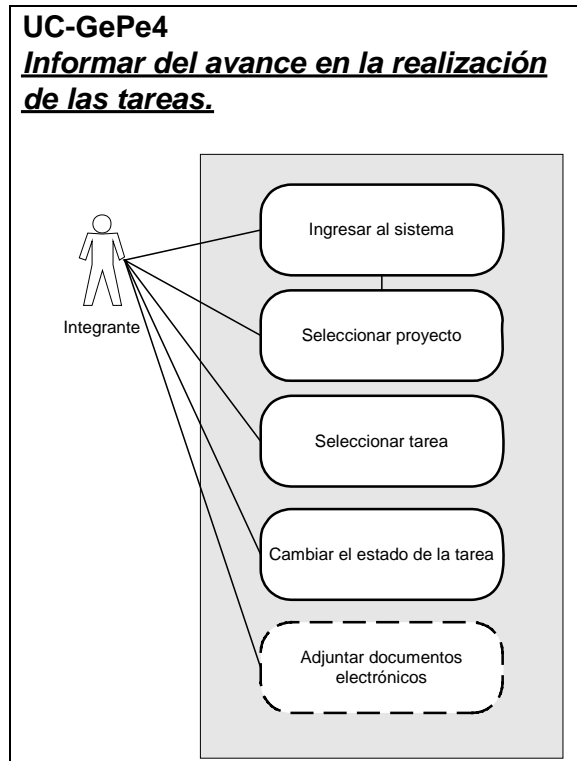 UC-GePe4
Informar del avance en la realización
de las tareas.
Ingresar al sistema
Integrante
Seleccionar proyecto
Seleccionar tarea
Cambiar el estado de la tarea
Adjuntar documentos
electrónicos